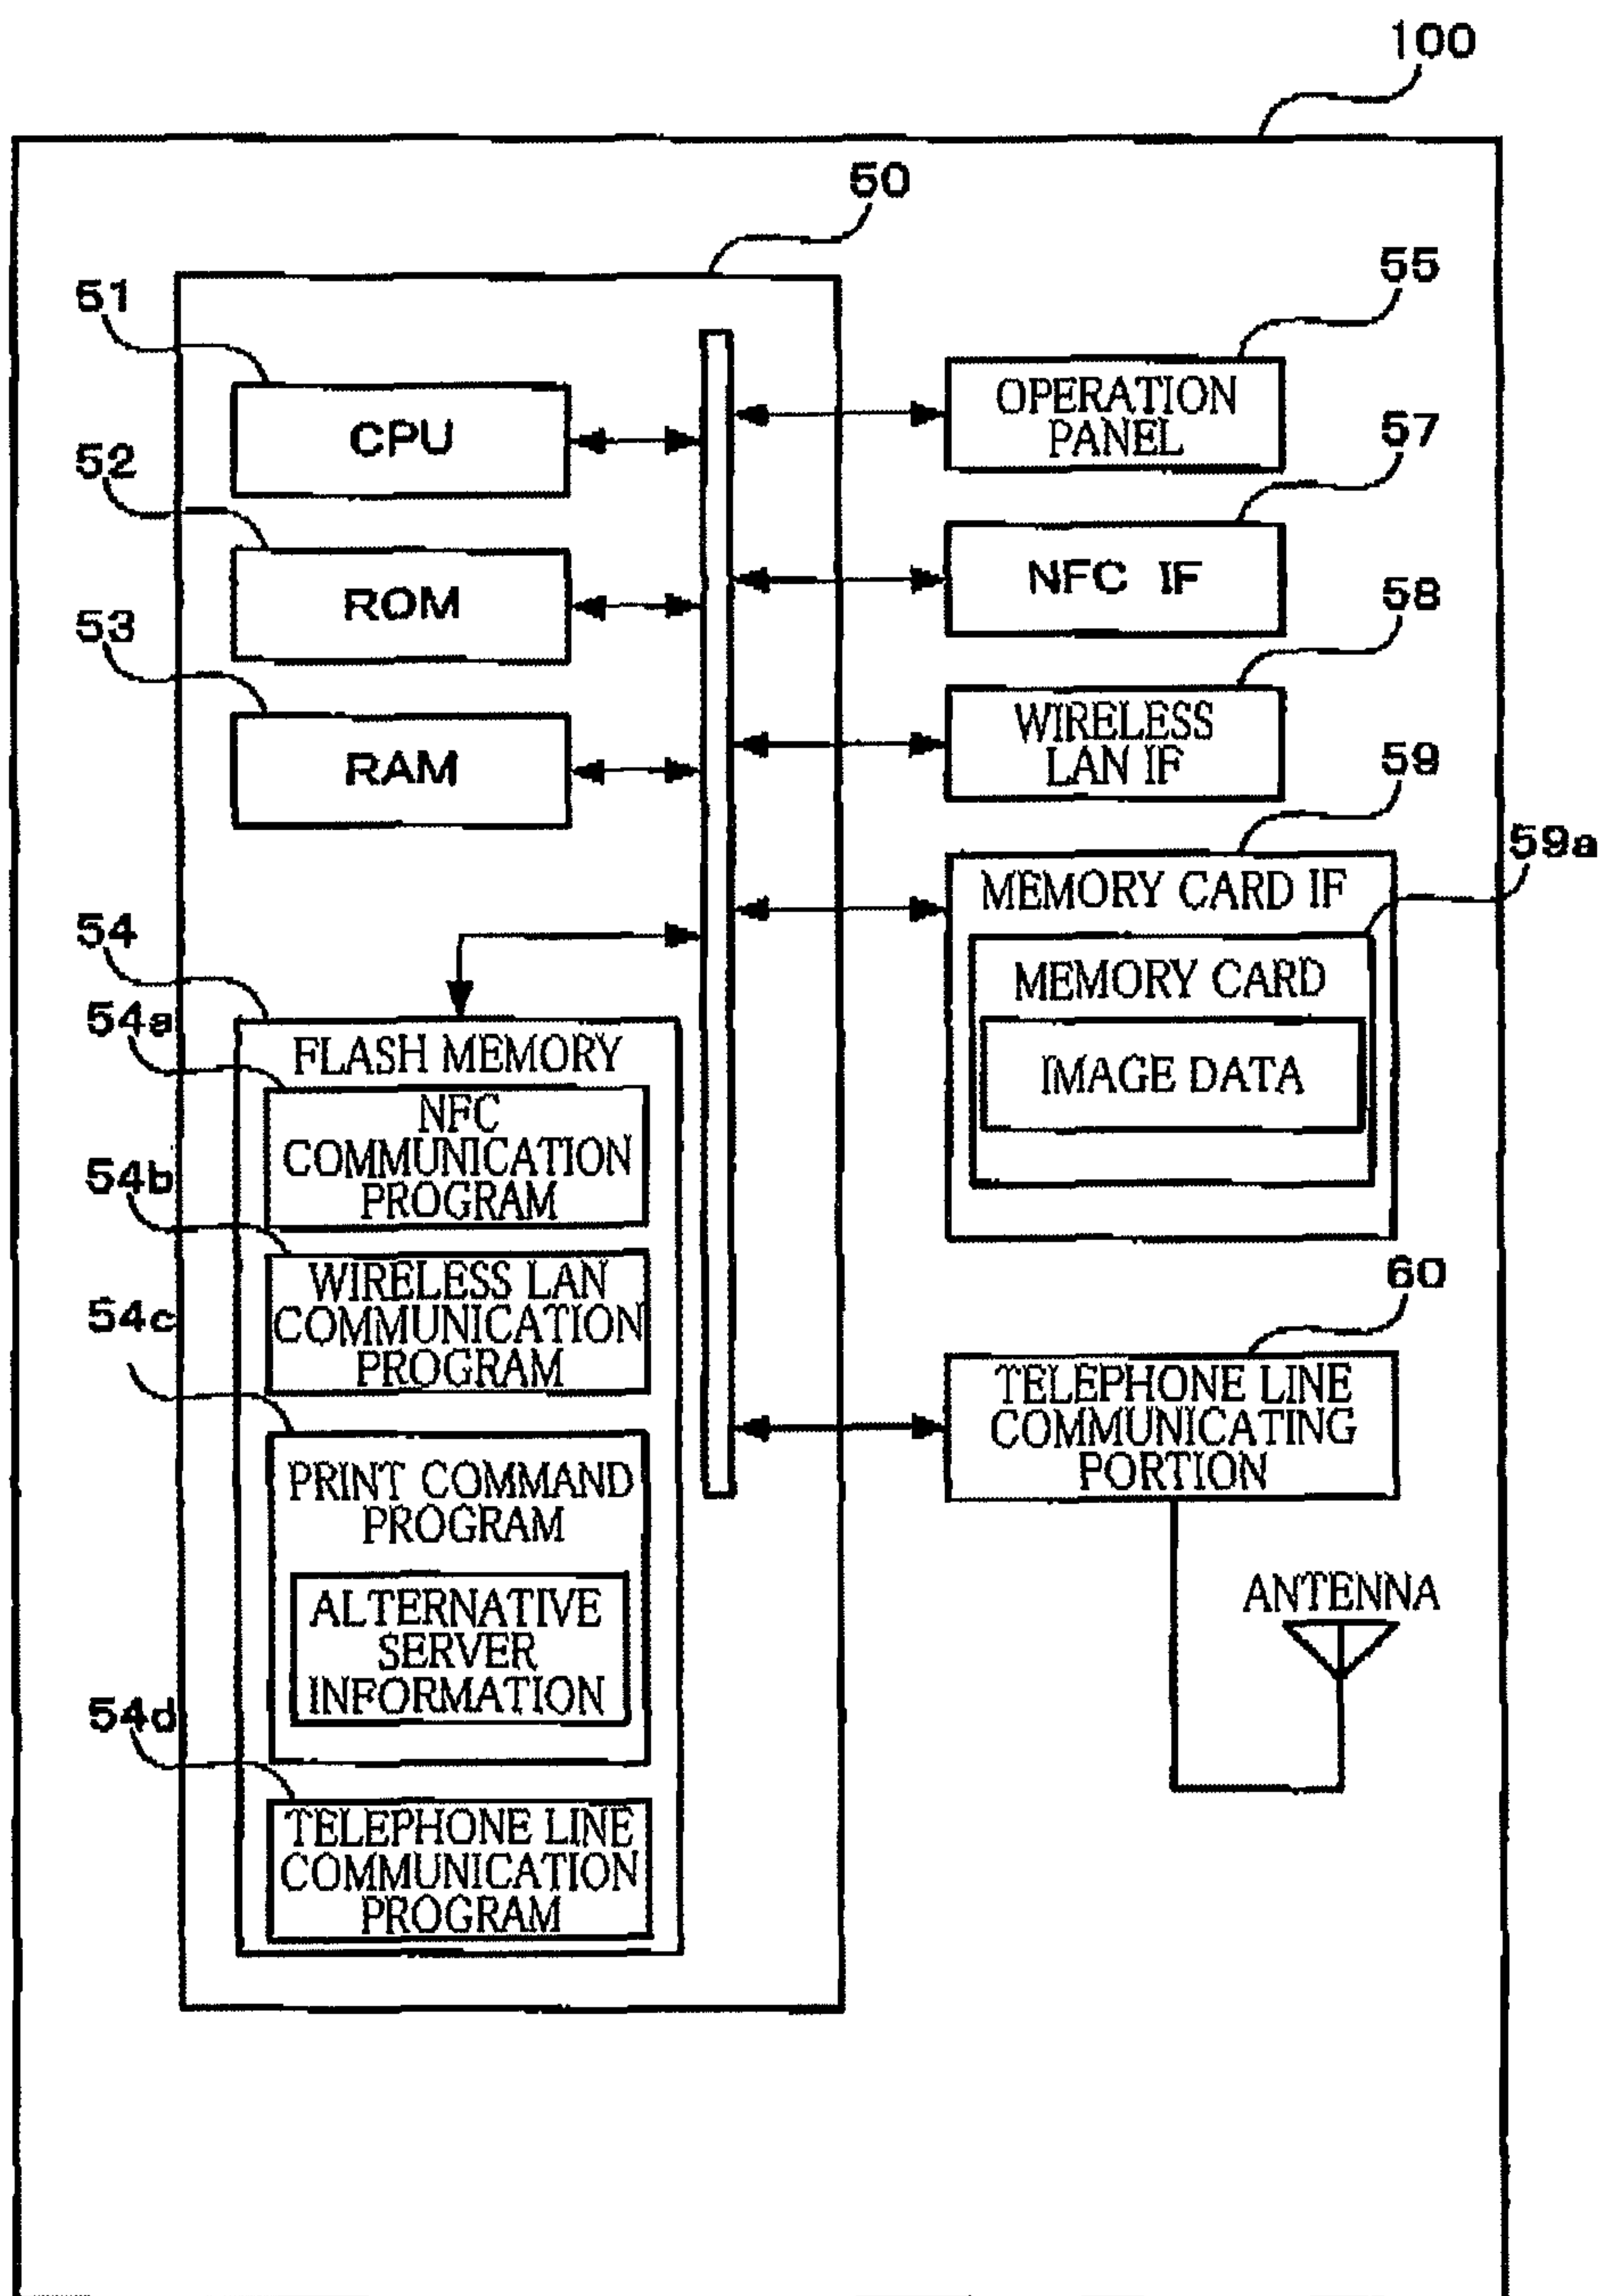 100
50
51
CPU
52
ROM
53
RAM
54
FLASH MEMORY
54a
NFC
COMMUNICATION
PROGRAM
54b
WIRELESS LAN
COMMUNICATION
PROGRAM
54c
PRINT COMMAND
PROGRAM
ALTERNATIVE
SERVER
INFORMATION
54d
TELEPHONE LINE
COMMUNICATION
PROGRAM
55
OPERATION
PANEL
57
NFC IF
58
WIRELESS
LAN IF
59
MEMORY CARD IF
59a
MEMORY CARD
IMAGE DATA
60
TELEPHONE LINE
COMMUNICATING
PORTION
ANTENNA